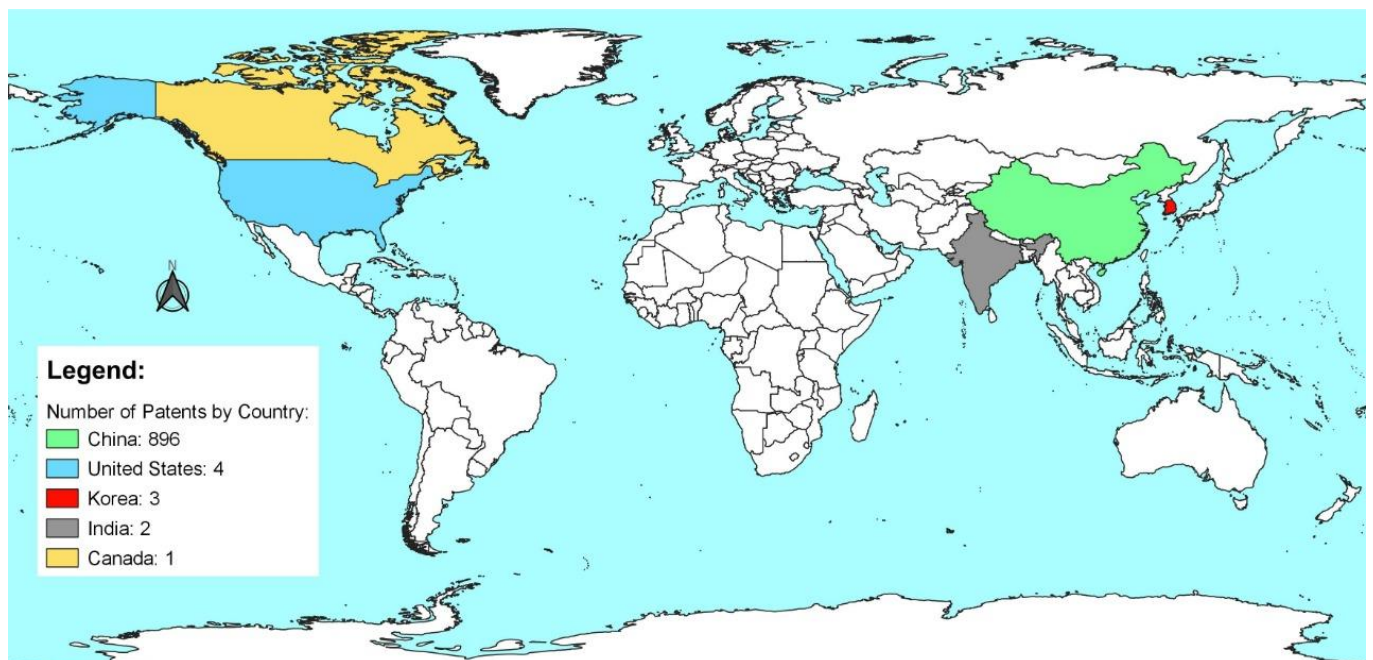 N
Legend:
Number of Patents by Country:
China: 896
United States: 4
Korea: 3
India: 2
Canada: 1